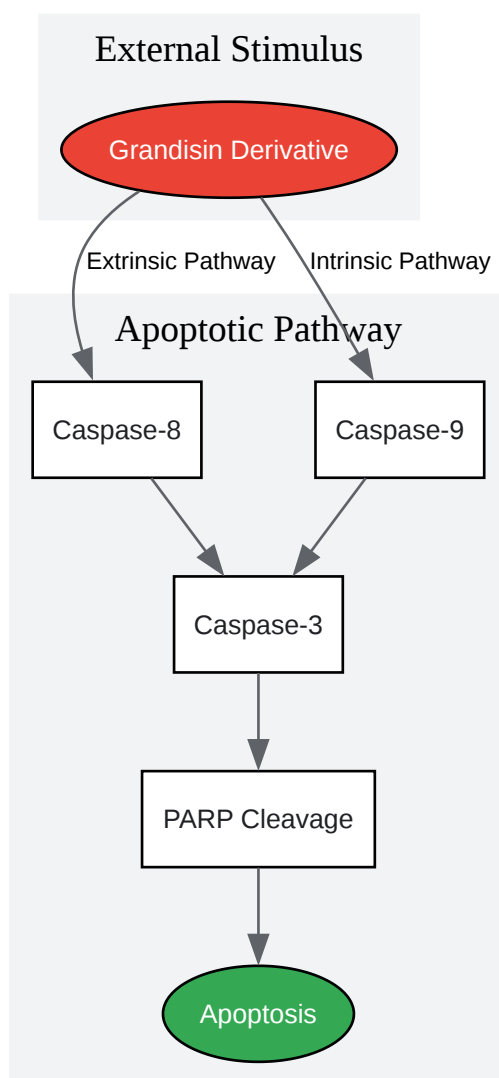 External Stimulus
Grandisin Derivative
Extrinsic Pathway
Intrinsic Pathway
Apoptotic Pathway
Caspase-8
Caspase-9
Caspase-3
PARP Cleavage
Apoptosis